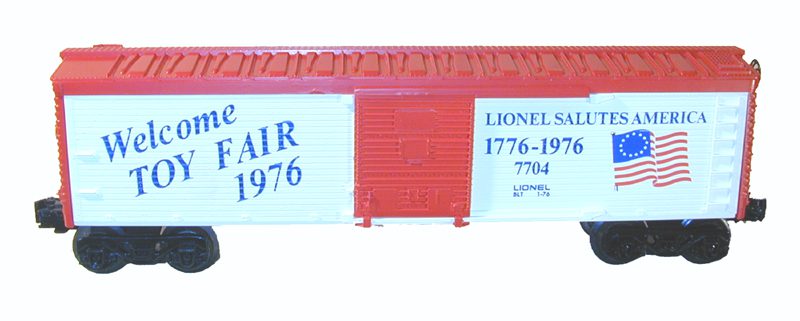 Welcome
TOY FAIR
1976
LIONEL SALUTES AMERICA
1776-1976
7704
LIONEL
BLT 1-76